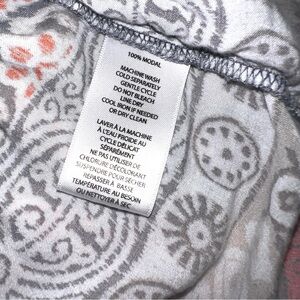 100% MODAL
MACHINE WASH
COLD SEPARATELY
GENTLE CYCLE
DO NOT BLEACH
LINE DRY
COOL IRON IF NEEDED
OR DRY CLEAN
LAVER À LA MACHINE
À L'EAU FROIDE AU
CYCLE DÉLICAT
SÉPARÉMENT
NE PAS UTILISER DE
CHLORURE DÉCOLORANT
SUSPENDRE POUR SÉCHER
REPASSER À BASSE
TEMPÉRATURE AU BESOIN
OU NETTOYER À SEC